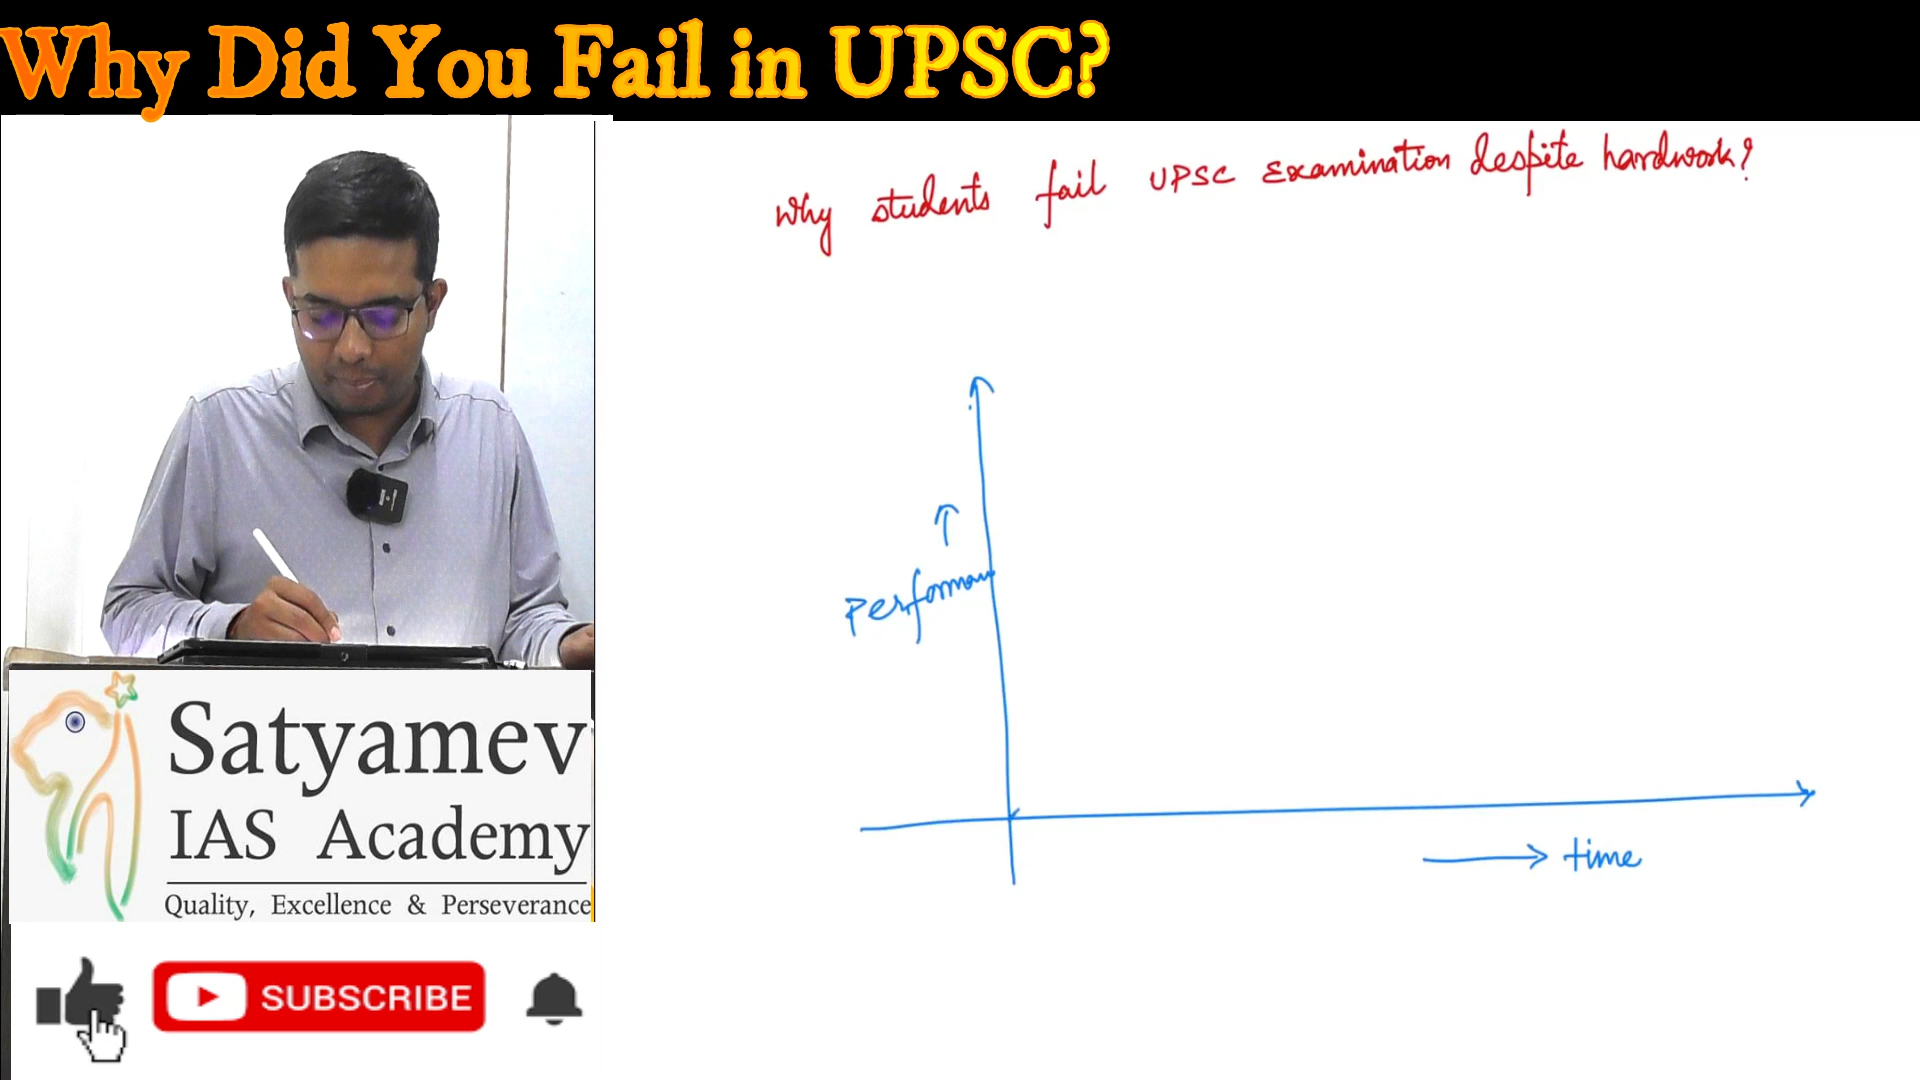 Why Did You Fail in UPSC?
Why students fail UPSC Examination despite hardwork?
Performan
time
Satyamev
IAS Academy
Quality, Excellence & Perseverance
SUBSCRIBE